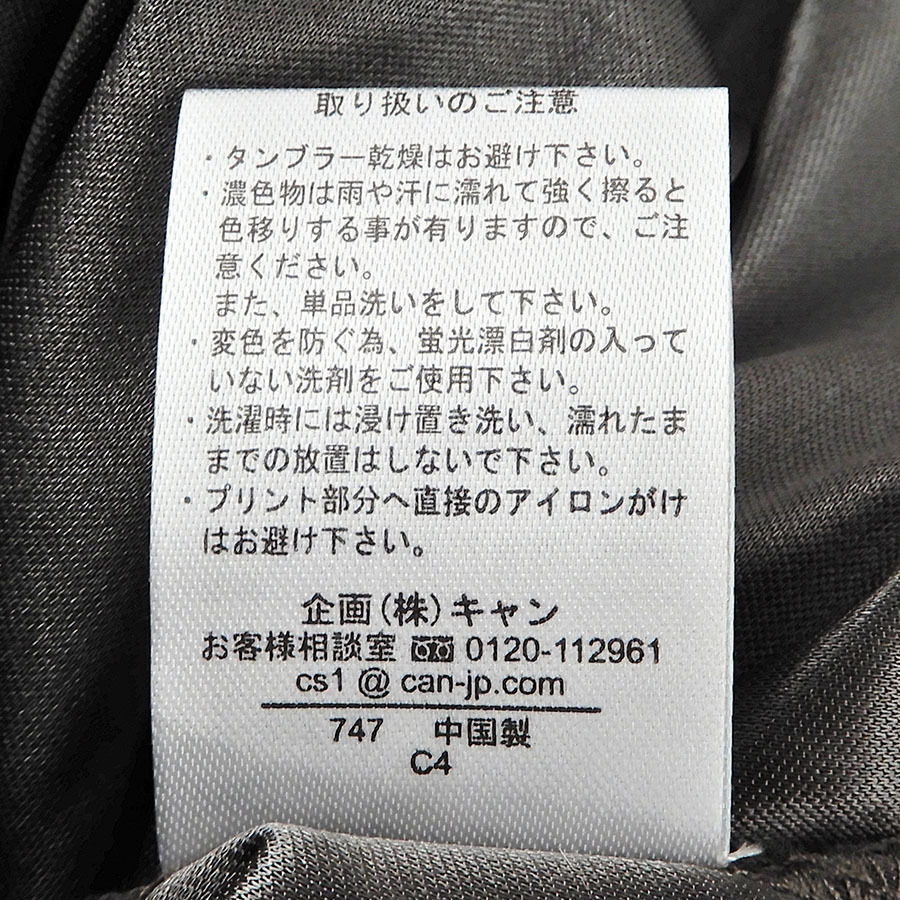 取り扱いのご注意
・タンブラー乾燥はお避け下さい。
・濃色物は雨や汗に濡れて強く擦ると
色移りする事が有りますので、ご注
意ください。
また、単品洗いをして下さい。
・変色を防ぐ為、蛍光漂白剤の入って
いない洗剤をご使用下さい。
・洗濯時には浸け置き洗い、濡れたま
までの放置はしないで下さい。
・プリント部分へ直接のアイロンがけ
はお避け下さい。
企画(株)キャン
お客様相談室 0120-112961
cs1 @ can-jp.com
747 中国製
C4